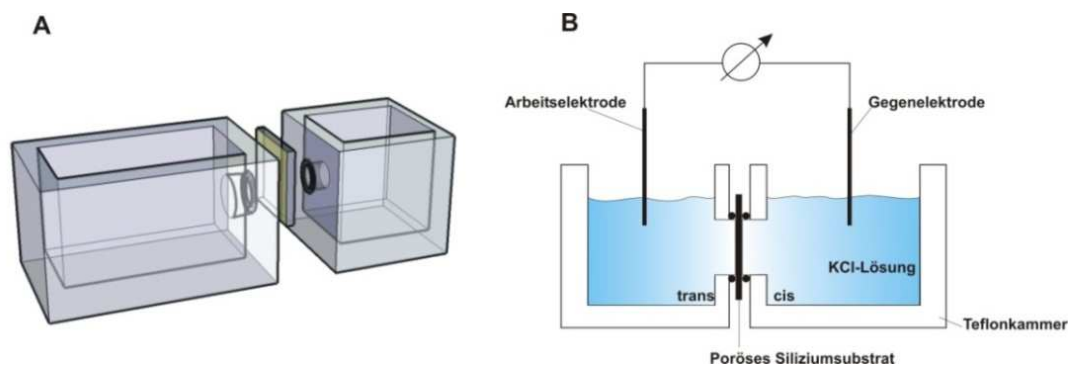 A
B
Arbeitselektrode
Gegenelektrode
KCl-Lösung
trans
cis
Teflonkammer
Poröses Siliziumsubstrat